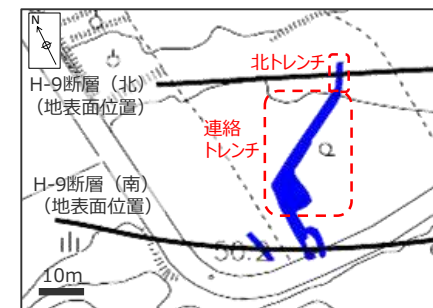 N
北トレンチ
H-9断層（北）
（地表面位置）
連絡
トレンチ
H-9断層（南）
（地表面位置）
50.2
10m